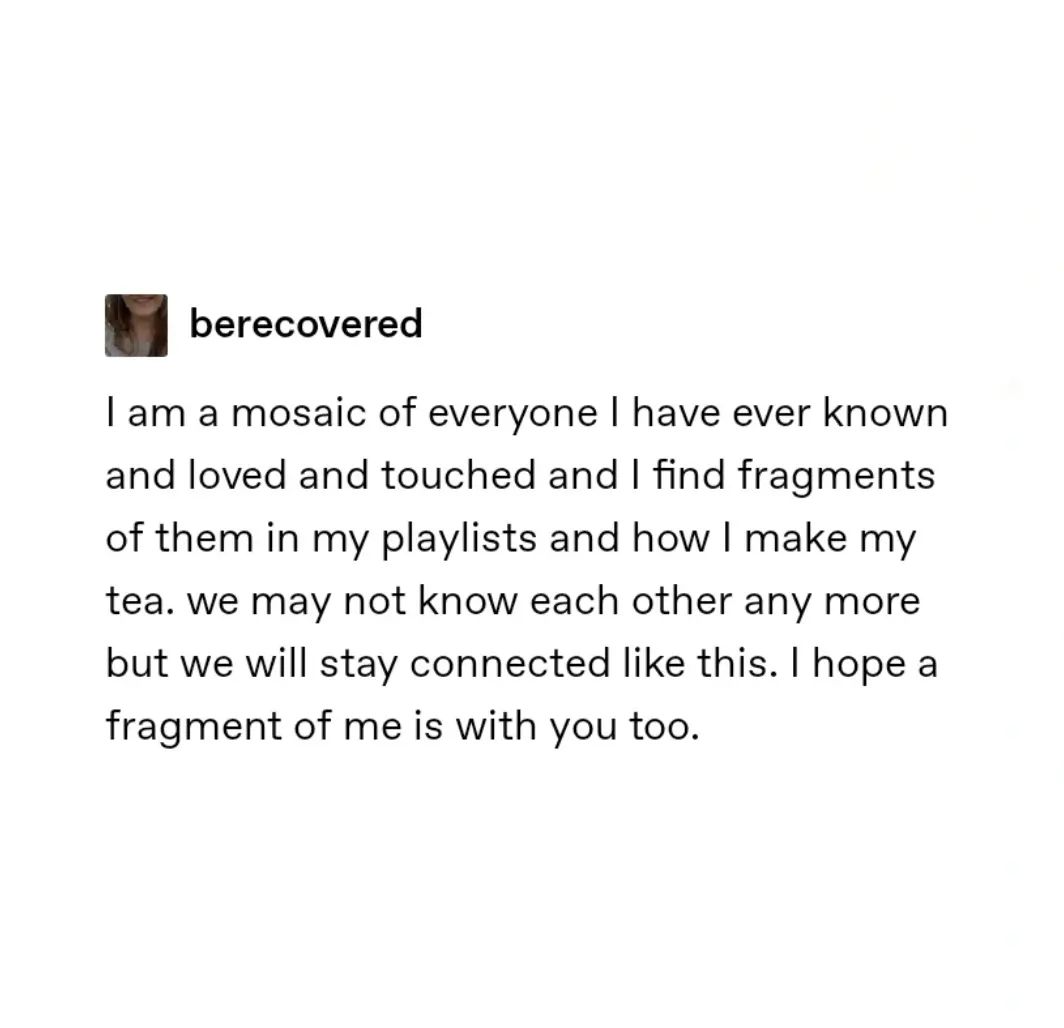 berecovered
I am a mosaic of everyone I have ever known
and loved and touched and I find fragments
of them in my playlists and how I make my
tea. we may not know each other any more
but we will stay connected like this. I hope a
fragment of me is with you too.